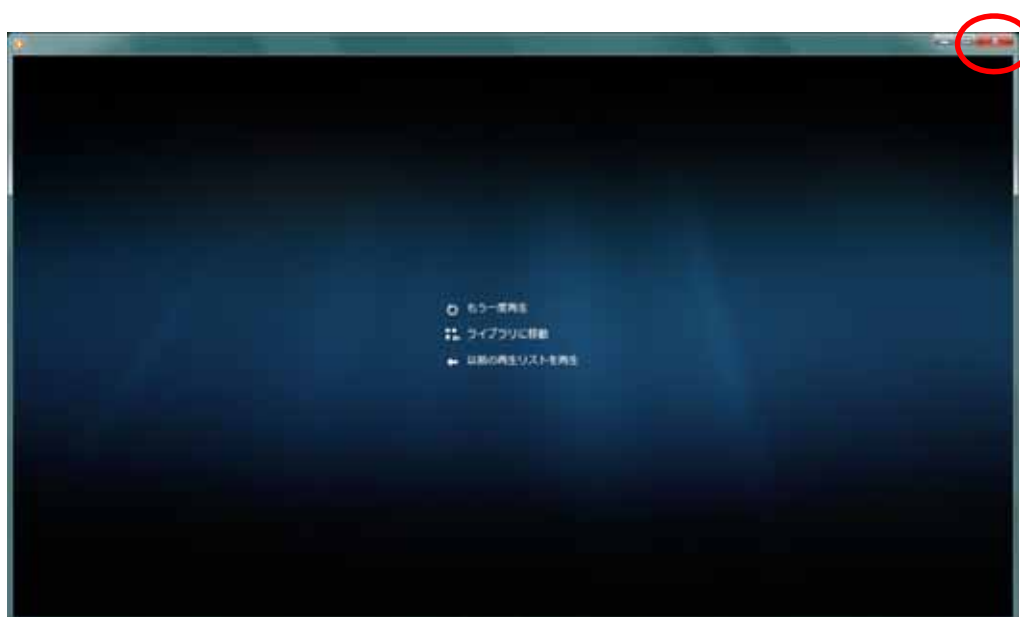 もう一度再生
ライブラリに移動
以前の再生リストを再生